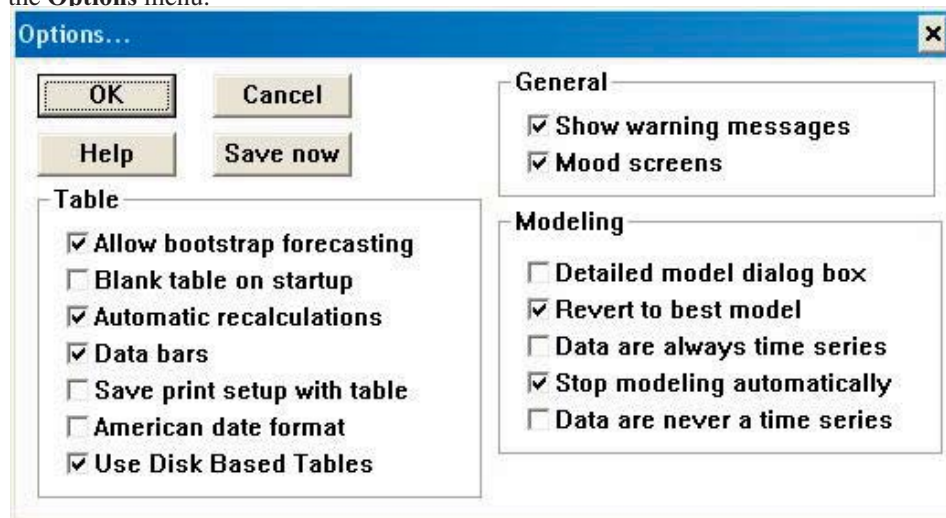 the Options menu.
Options...
OK
Cancel
Help
Save now
Table
Allow bootstrap forecasting
Blank table on startup
Automatic recalculations
Data bars
Save print setup with table
American date format
Use Disk Based Tables
General
Show warning messages
Mood screens
Modeling
Detailed model dialog box
Revert to best model
Data are always time series
Stop modeling automatically
Data are never a time series